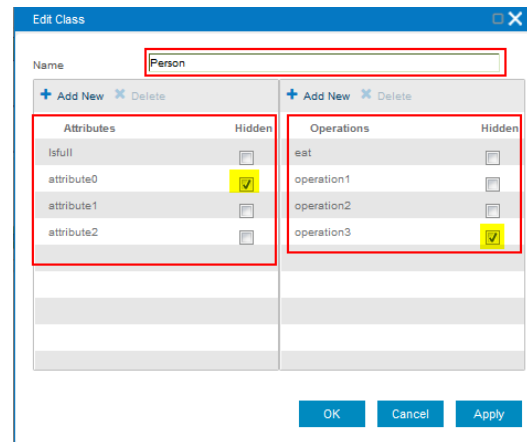 Edit Class
Name Person
Add New Delete Add New Delete
Attributes Hidden Operations Hidden
Isfull eat
attribute0 operation1
attribute1 operation2
attribute2 operation3
OK Cancel Apply